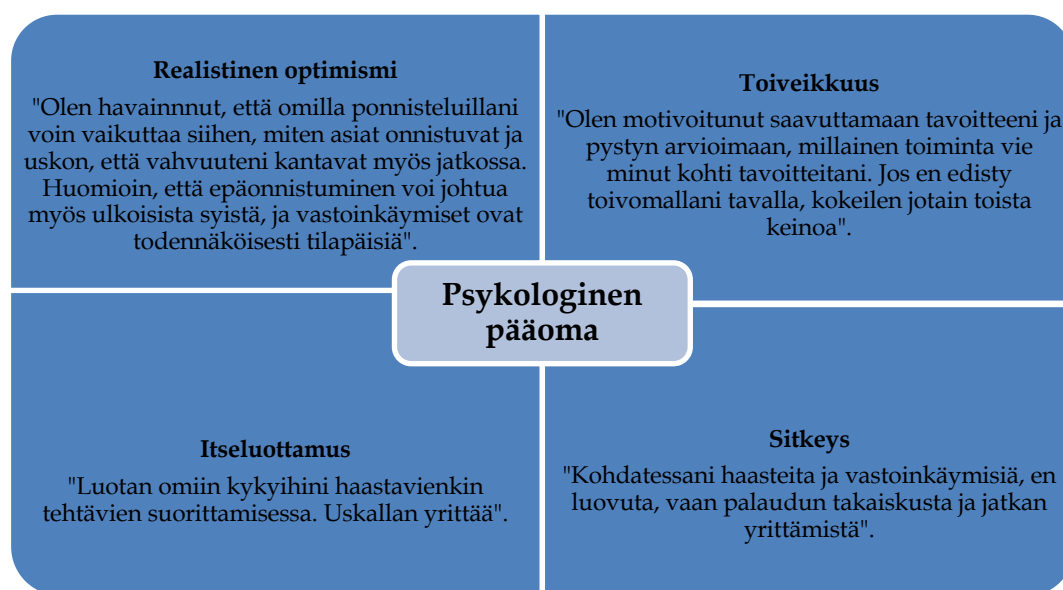 Realistinen optimismi
"Olen havainnnut, että omilla ponnisteluillani
voin vaikuttaa siihen, miten asiat onnistuvat ja
uskon, että vahvuuteni kantavat myös jatkossa.
Huomioin, että epäonnistuminen voi johtua
myös ulkoisista syistä, ja vastoinkäymiset ovat
todennäköisesti tilapäisiä".
Toiveikkuus
"Olen motivoitunut saavuttamaan tavoitteeni ja
pystyn arvioimaan, millainen toiminta vie
minut kohti tavoitteitani. Jos en edisty
toivomallani tavalla, kokeilen jotain toista
keinoa".
Psykologinen
pääoma
Itseluottamus
"Luotan omiin kykyihini haastavienkin
tehtävien suorittamisessa. Uskallan yrittää".
Sitkeys
"Kohdatessani haasteita ja vastoinkäymisiä, en
luovuta, vaan palaudun takaiskusta ja jatkan
yrittämistä".